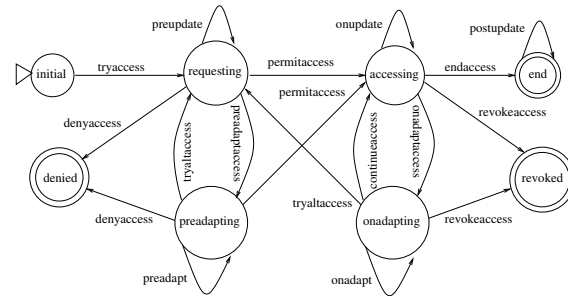 preupdate
onupdate
postupdate
initial
tryaccess
requesting
permitaccess
accessing
endaccess
end
permitaccess
denyaccess
tryaltaccess
preadaptaccess
continueaccess
onadaptaccess
revokeaccess
denied
revoked
denyaccess
preadapting
tryaltaccess
onadapting
revokeaccess
preadapt
onadapt